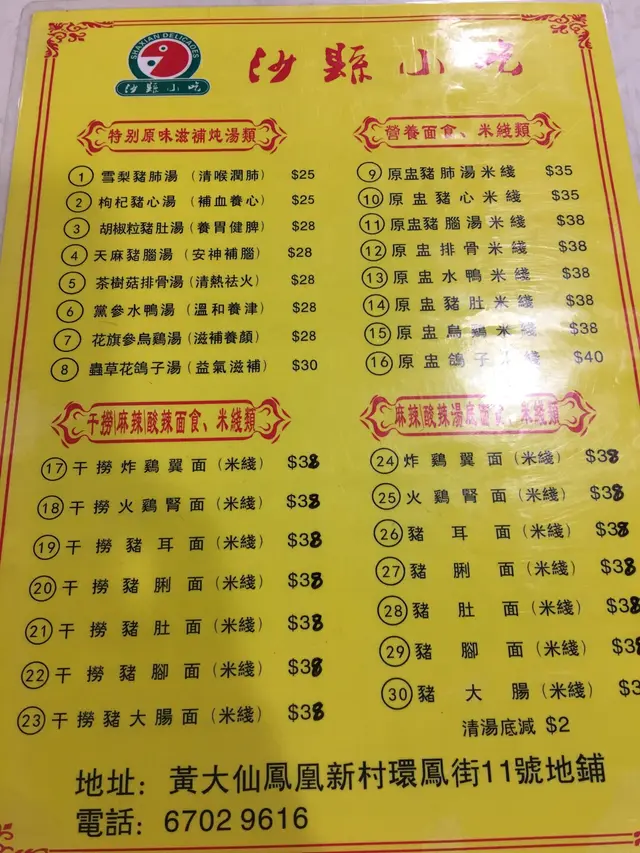 SHAXIAN DELICADES
沙縣小吃
沙縣小吃
特别原味滋補炖湯類
① 雪梨豬肺湯（清喉潤肺） $25
② 枸杞豬心湯（補血養心） $25
③ 胡椒粒豬肚湯（養胃健脾） $28
④ 天麻豬腦湯（安神補腦） $28
⑤ 茶樹菇排骨湯（清熱祛火） $28
⑥ 黨參水鴨湯（溫和養津） $28
⑦ 花旗參烏鷄湯（滋補養顏） $28
⑧ 蟲草花鴿子湯（益氣滋補） $30
營養面食、米綫類
⑨ 原盅豬肺湯米綫 $35
⑩ 原盅豬心米綫 $35
⑪ 原盅豬腦湯米綫 $38
⑫ 原盅排骨米綫 $38
⑬ 原盅水鴨米綫 $38
⑭ 原盅豬肚米綫 $38
⑮ 原盅烏鷄米綫 $38
⑯ 原盅鴿子米綫 $40
干撈|麻辣|酸辣面食、米綫類
⑰ 干撈炸鷄翼面（米綫） $38
⑱ 干撈火鷄腎面（米綫） $38
⑲ 干撈豬耳面（米綫） $38
⑳ 干撈豬脷面（米綫） $38
㉑ 干撈豬肚面（米綫） $38
㉒ 干撈豬腳面（米綫） $38
㉓ 干撈豬大腸面（米綫） $38
麻辣|酸辣湯底面食、米綫類
㉔ 炸鷄翼面（米綫） $38
㉕ 火鷄腎面（米綫） $38
㉖ 豬耳面（米綫） $38
㉗ 豬脷面（米綫） $38
㉘ 豬肚面（米綫） $38
㉙ 豬腳面（米綫） $38
㉚ 豬大腸（米綫） $3
清湯底減 $2
地址：黃大仙鳳凰新村環鳳街11號地鋪
電話：6702 9616